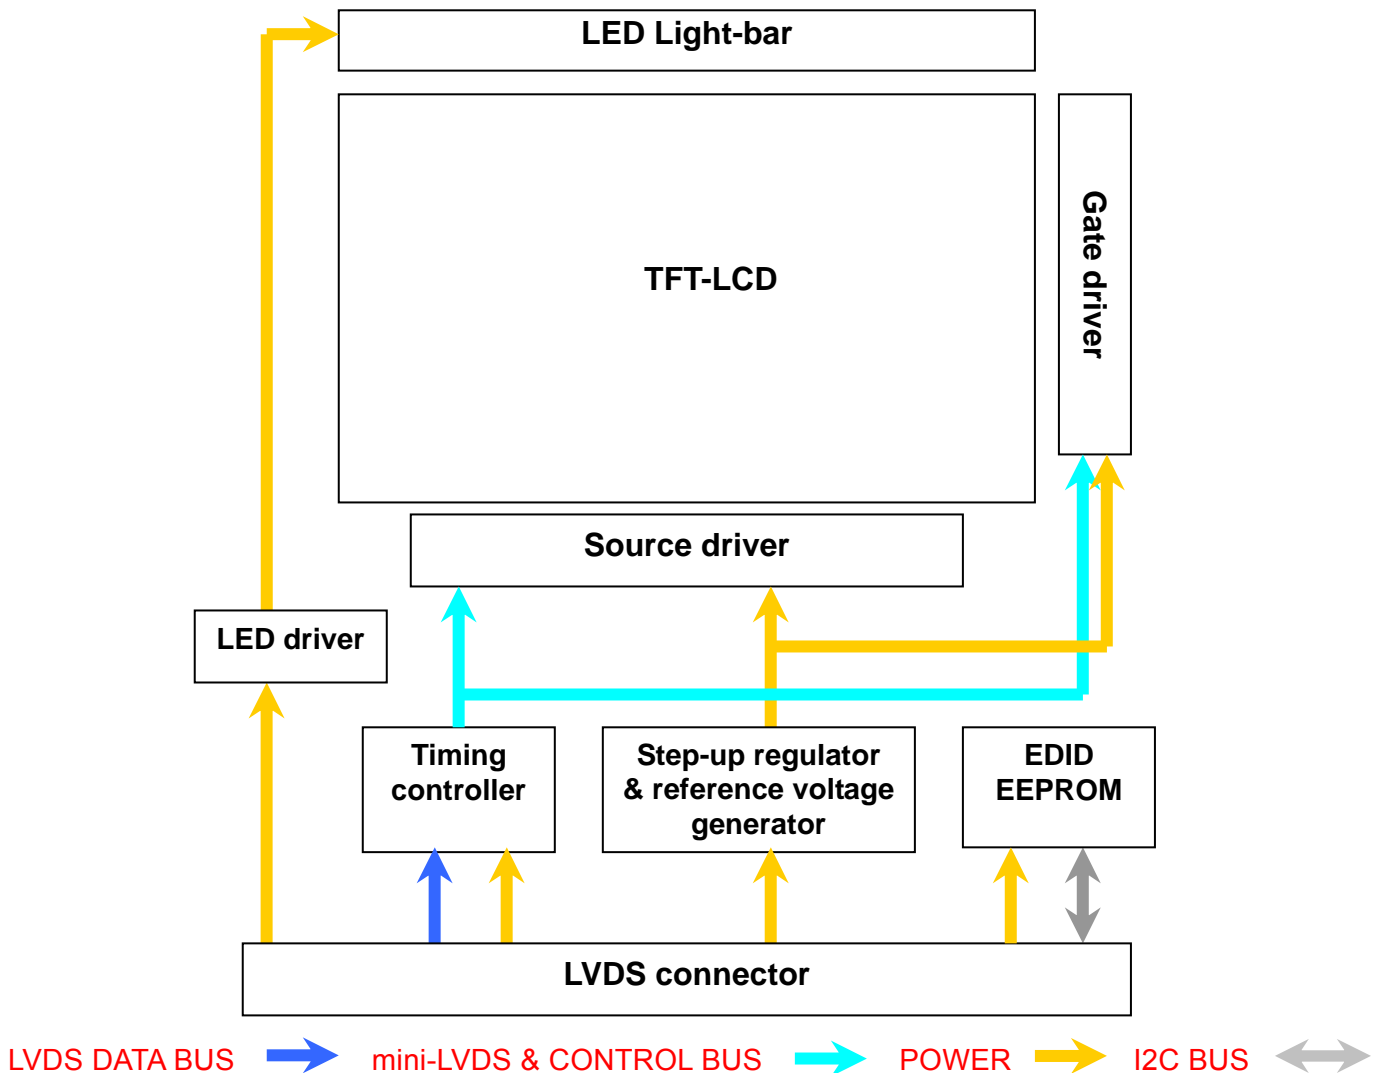 LED Light-bar
TFT-LCD
Gate driver
Source driver
LED driver
Timing
controller
Step-up regulator
& reference voltage
generator
EDID
EEPROM
LVDS connector
LVDS DATA BUS
mini-LVDS & CONTROL BUS
POWER
I2C BUS